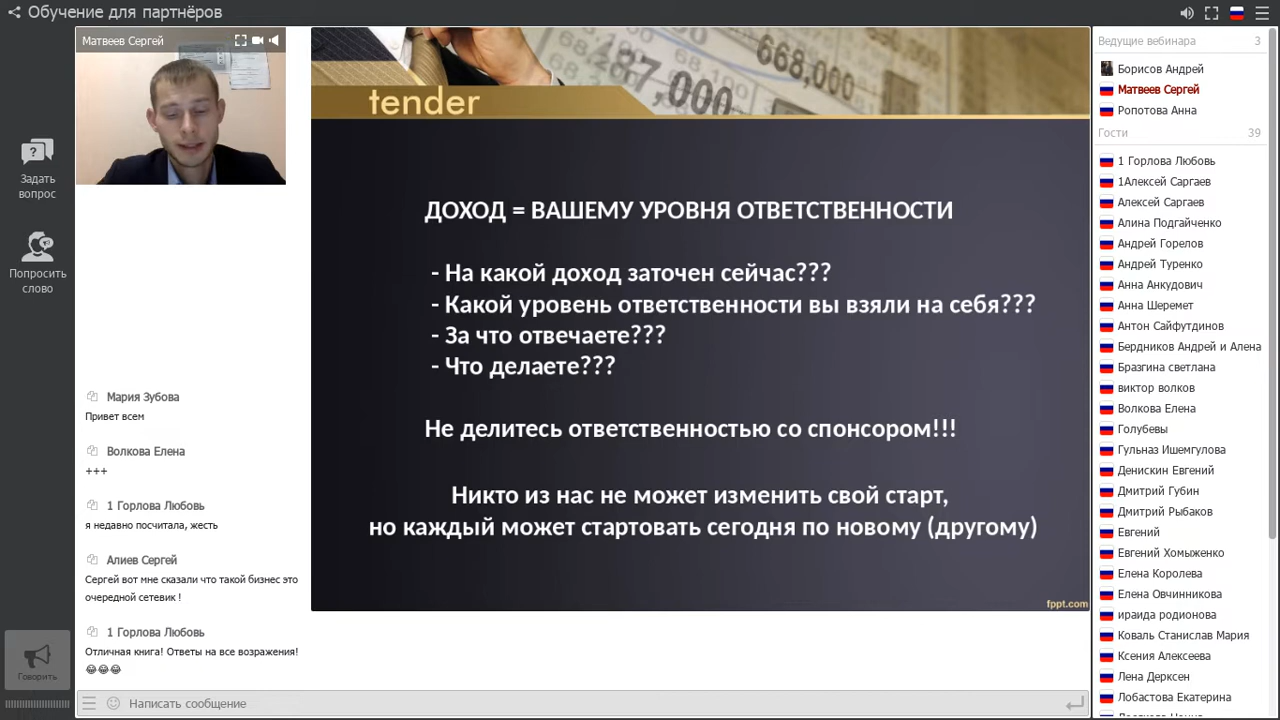 Обучение для партнёров
Матвеев Сергей
Задать
вопрос
Попросить
слово
Говорить
tender
87,000
668,0
ДОХОД = ВАШЕМУ УРОВНЯ ОТВЕТСТВЕННОСТИ
- На какой доход заточен сейчас???
- Какой уровень ответственности вы взяли на себя???
- За что отвечаете???
- Что делаете???
Не делитесь ответственностью со спонсором!!!
Никто из нас не может изменить свой старт,
но каждый может стартовать сегодня по новому (другому)
fppt.com
Мария Зубова
Привет всем
Волкова Елена
+++
1 Горлова Любовь
я недавно посчитала, жесть
Алиев Сергей
Сергей вот мне сказали что такой бизнес это
очередной сетевик !
1 Горлова Любовь
Отличная книга! Ответы на все возражения!
😂😂😂
Написать сообщение
Ведущие вебинара 3
Борисов Андрей
Матвеев Сергей
Ропотова Анна
Гости 39
1 Горлова Любовь
1Алексей Саргаев
Алексей Саргаев
Алина Подгайченко
Андрей Горелов
Андрей Туренко
Анна Анкудович
Анна Шеремет
Антон Сайфутдинов
Бердников Андрей и Алена
Бразгина светлана
виктор волков
Волкова Елена
Голубевы
Гульназ Ишемгулова
Денискин Евгений
Дмитрий Губин
Дмитрий Рыбаков
Евгений
Евгений Хомыженко
Елена Королева
Елена Овчинникова
ираида родионова
Коваль Станислав Мария
Ксения Алексеева
Лена Дерксен
Лобастова Екатерина